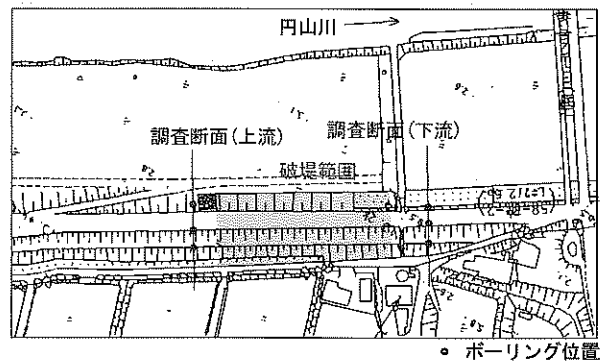 円山川
調査断面(上流)
調査断面(下流)
破堤範囲
ボーリング位置